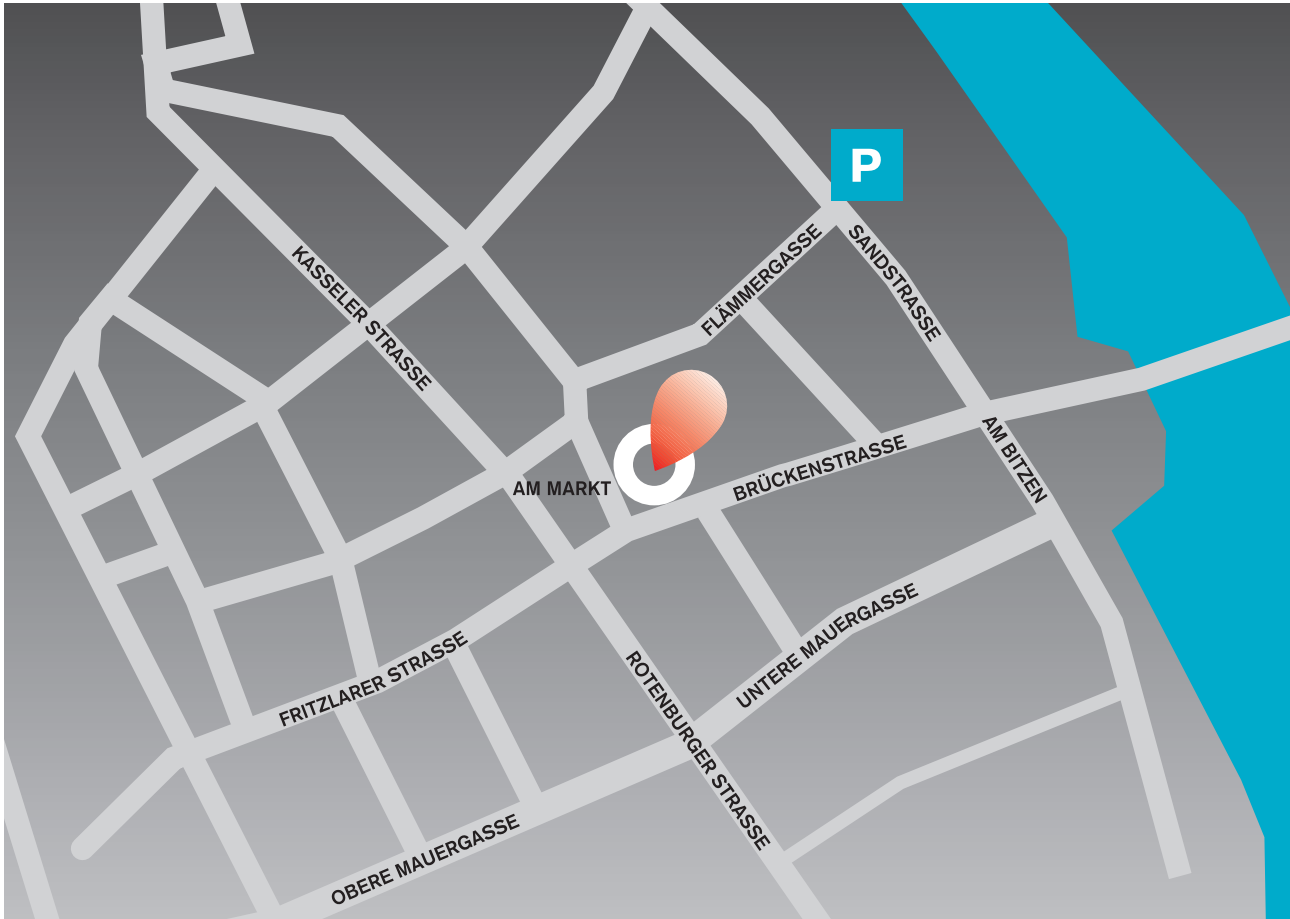 P
SANDSTRASSE
FLÄMMERGASSE
KASSELER STRASSE
AM MARKT
BRÜCKENSTRASSE
AM BITZEN
UNTERE MAUERGASSE
FRITZLARER STRASSE
ROTENBURGER STRASSE
OBERE MAUERGASSE